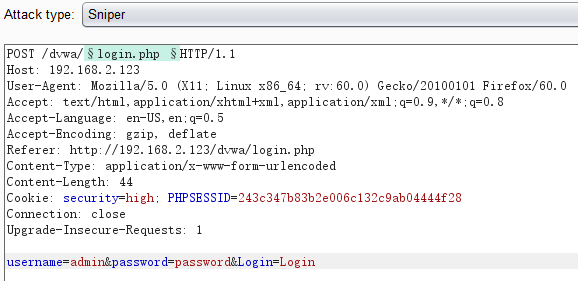 Attack type: Sniper
POST /dvwa/§login.php §HTTP/1.1
Host: 192.168.2.123
User-Agent: Mozilla/5.0 (X11; Linux x86_64; rv:60.0) Gecko/20100101 Firefox/60.0
Accept: text/html,application/xhtml+xml,application/xml;q=0.9,*/*;q=0.8
Accept-Language: en-US,en;q=0.5
Accept-Encoding: gzip, deflate
Referer: http://192.168.2.123/dvwa/login.php
Content-Type: application/x-www-form-urlencoded
Content-Length: 44
Cookie: security=high; PHPSESSID=243c347b83b2e006c132c9ab04444f28
Connection: close
Upgrade-Insecure-Requests: 1
username=admin&password=password&Login=Login